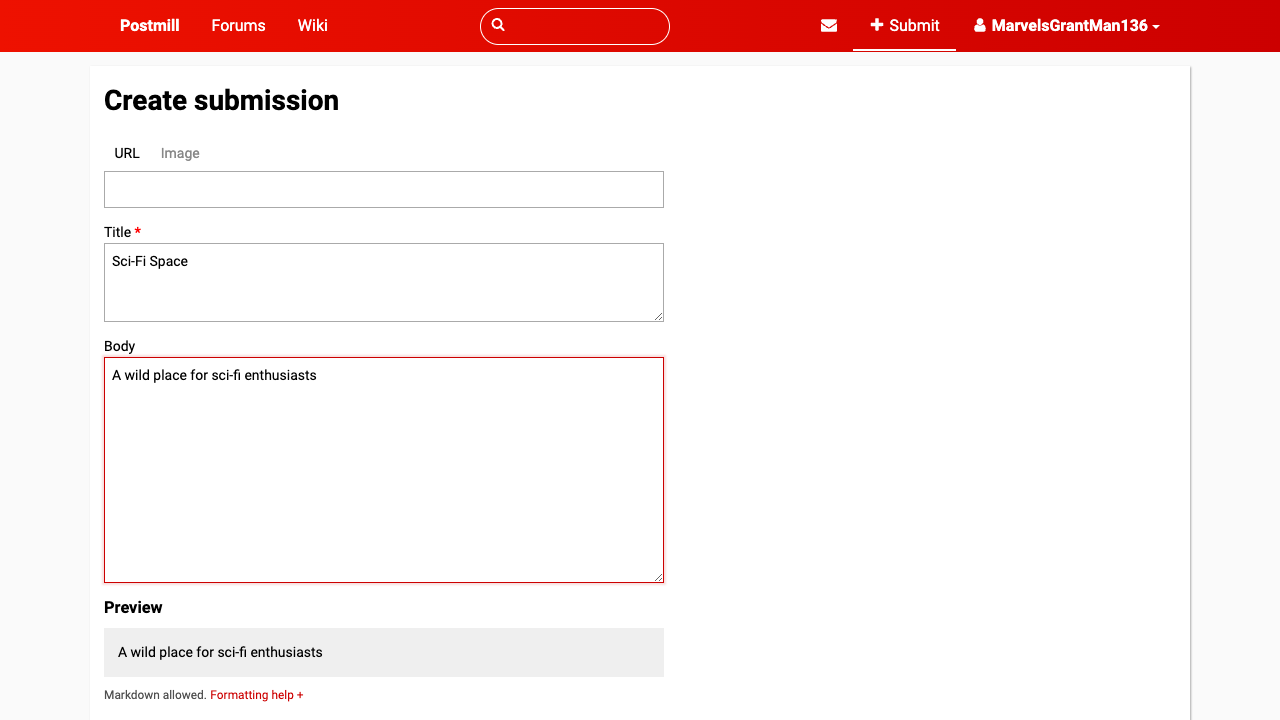 Postmill Forums Wiki Submit MarvelsGrantMan136
Create submission
URL Image
Title *
Sci-Fi Space
Body
A wild place for sci-fi enthusiasts
Preview
A wild place for sci-fi enthusiasts
Markdown allowed. Formatting help +